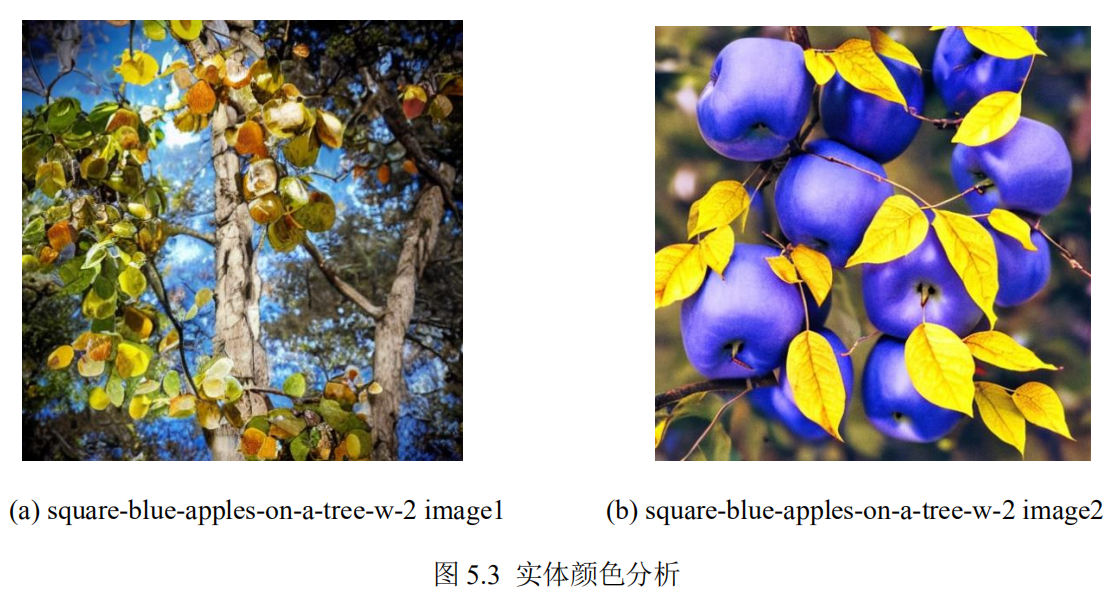 (a) square-blue-apples-on-a-tree-w-2 image1
(b) square-blue-apples-on-a-tree-w-2 image2
图 5.3 实体颜色分析